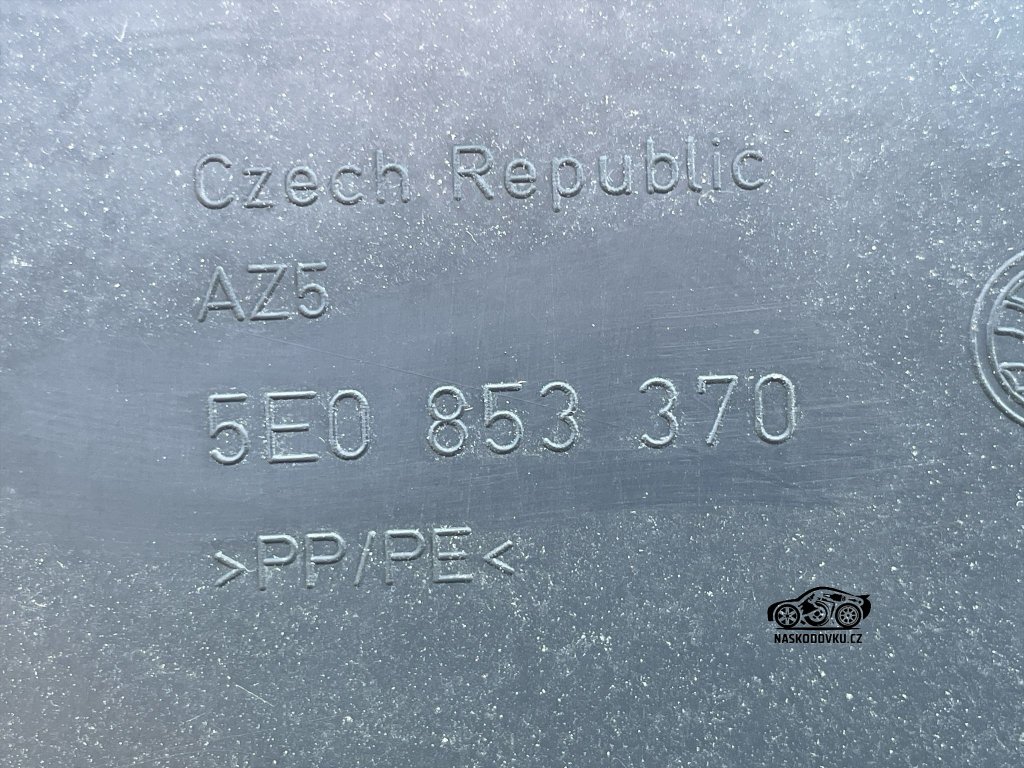 Czech Republic
AZ5
5E0 853 370
>PP/PE<
NASKODOVKU.CZ